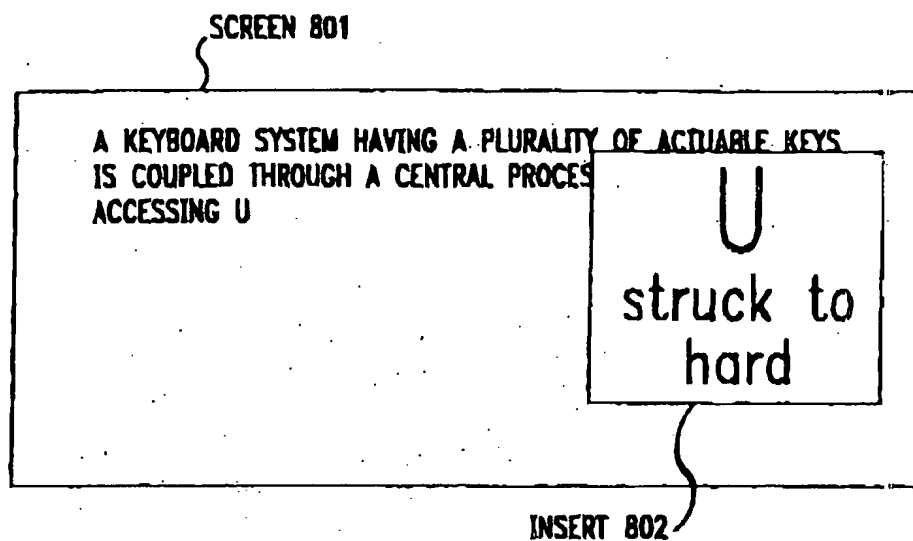 SCREEN 801
A KEYBOARD SYSTEM HAVING A PLURALITY OF ACTUABLE KEYS
IS COUPLED THROUGH A CENTRAL PROCES
ACCESSING U
U
struck to
hard
INSERT 802